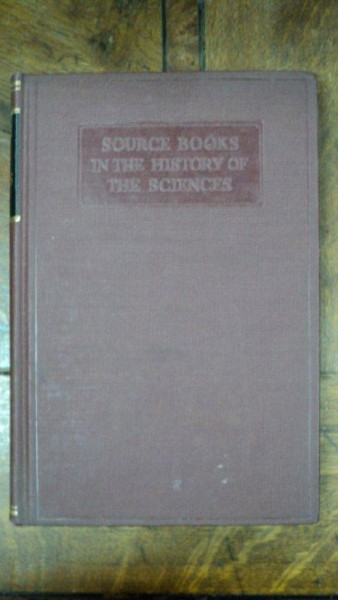 SOURCE BOOKS
IN THE HISTORY OF
THE SCIENCES